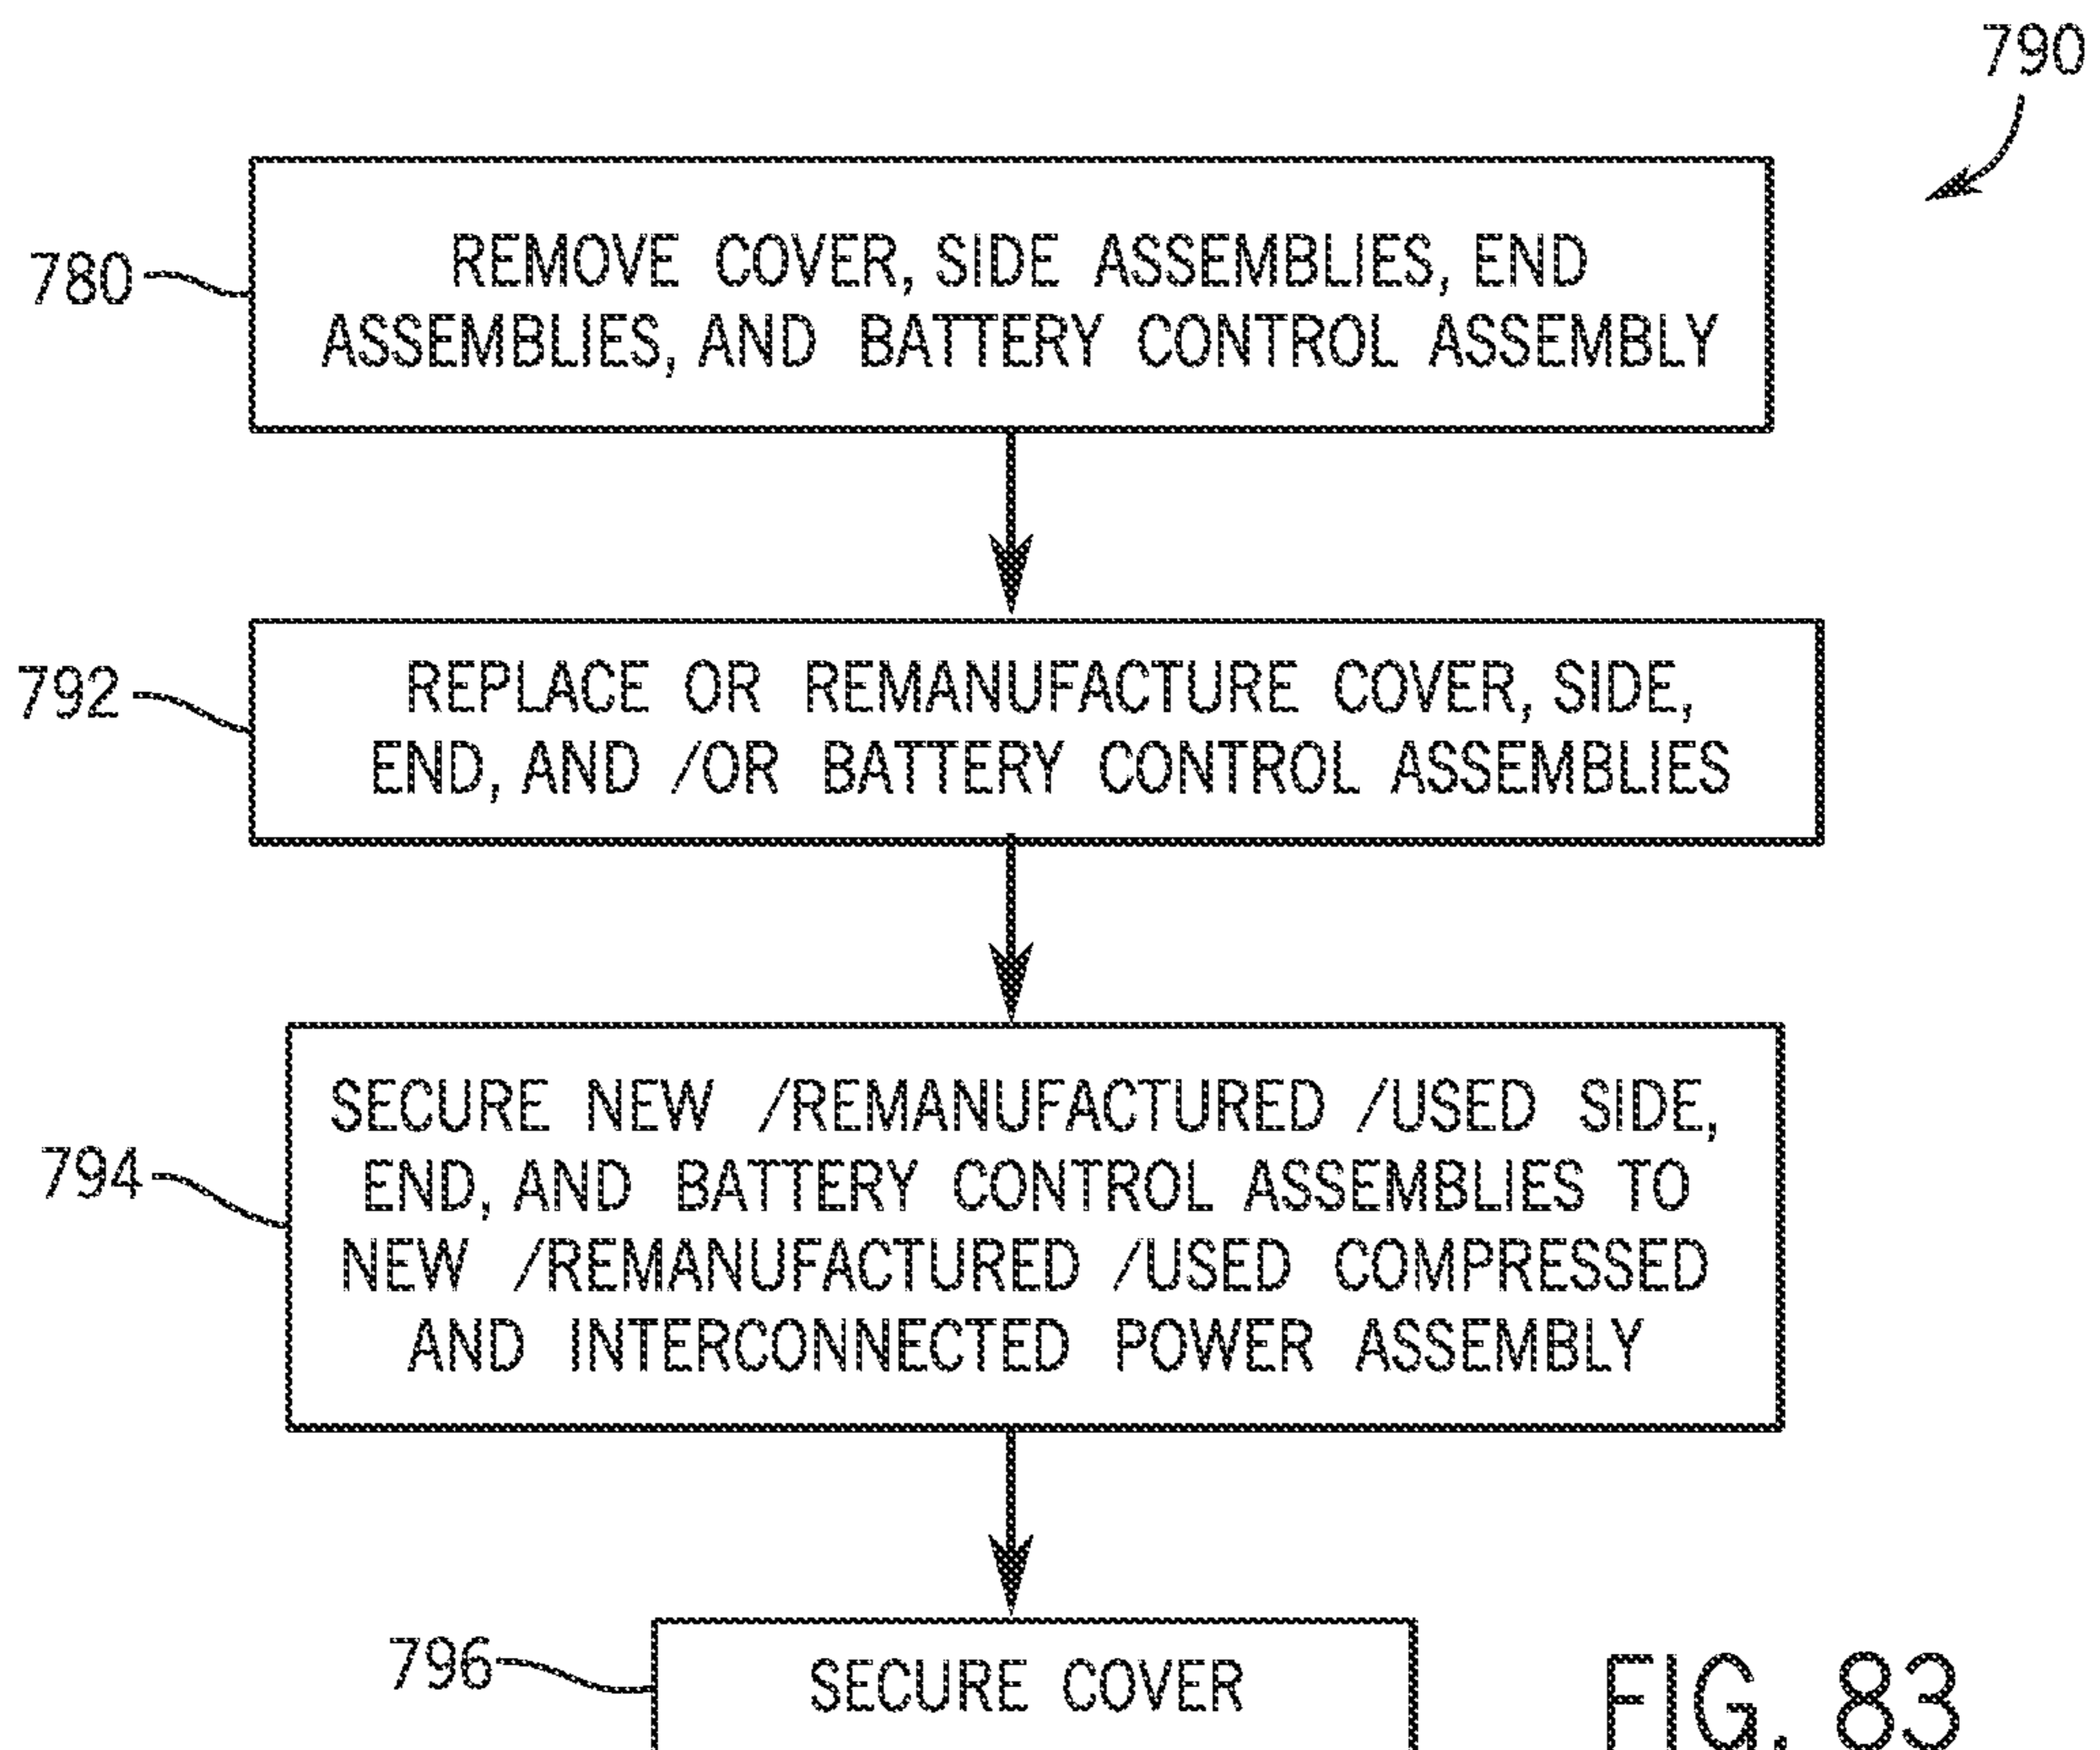 790
780
REMOVE COVER, SIDE ASSEMBLIES, END
ASSEMBLIES, AND BATTERY CONTROL ASSEMBLY
792
REPLACE OR REMANUFACTURE COVER, SIDE,
END, AND /OR BATTERY CONTROL ASSEMBLIES
794
SECURE NEW /REMANUFACTURED /USED SIDE,
END, AND BATTERY CONTROL ASSEMBLIES TO
NEW /REMANUFACTURED /USED COMPRESSED
AND INTERCONNECTED POWER ASSEMBLY
796
SECURE COVER
FIG. 83